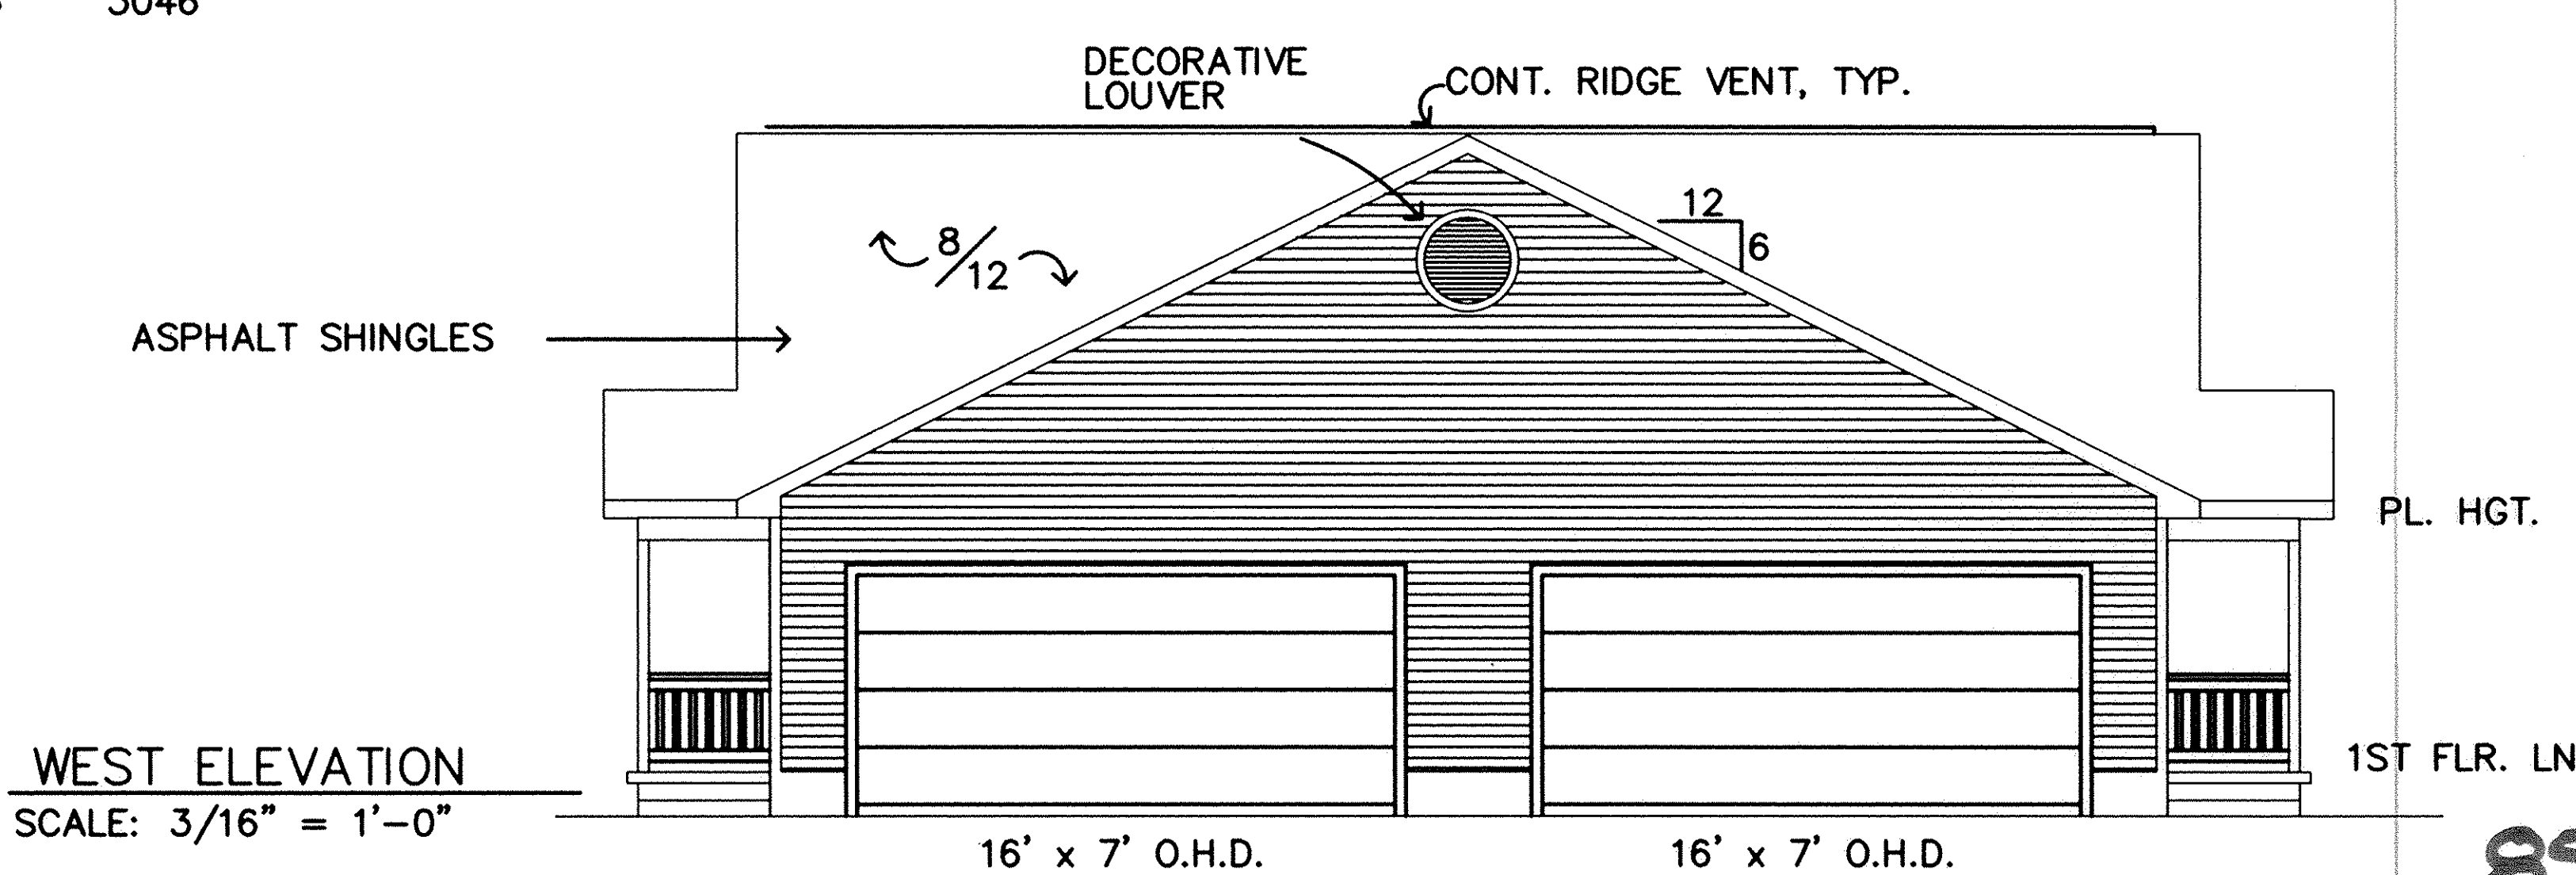 3046
DECORATIVE
LOUVER
CONT. RIDGE VENT, TYP.
12
6
8/12
ASPHALT SHINGLES
PL. HGT.
1ST FLR. LN
WEST ELEVATION
SCALE: 3/16" = 1'-0"
16' x 7' O.H.D.
16' x 7' O.H.D.